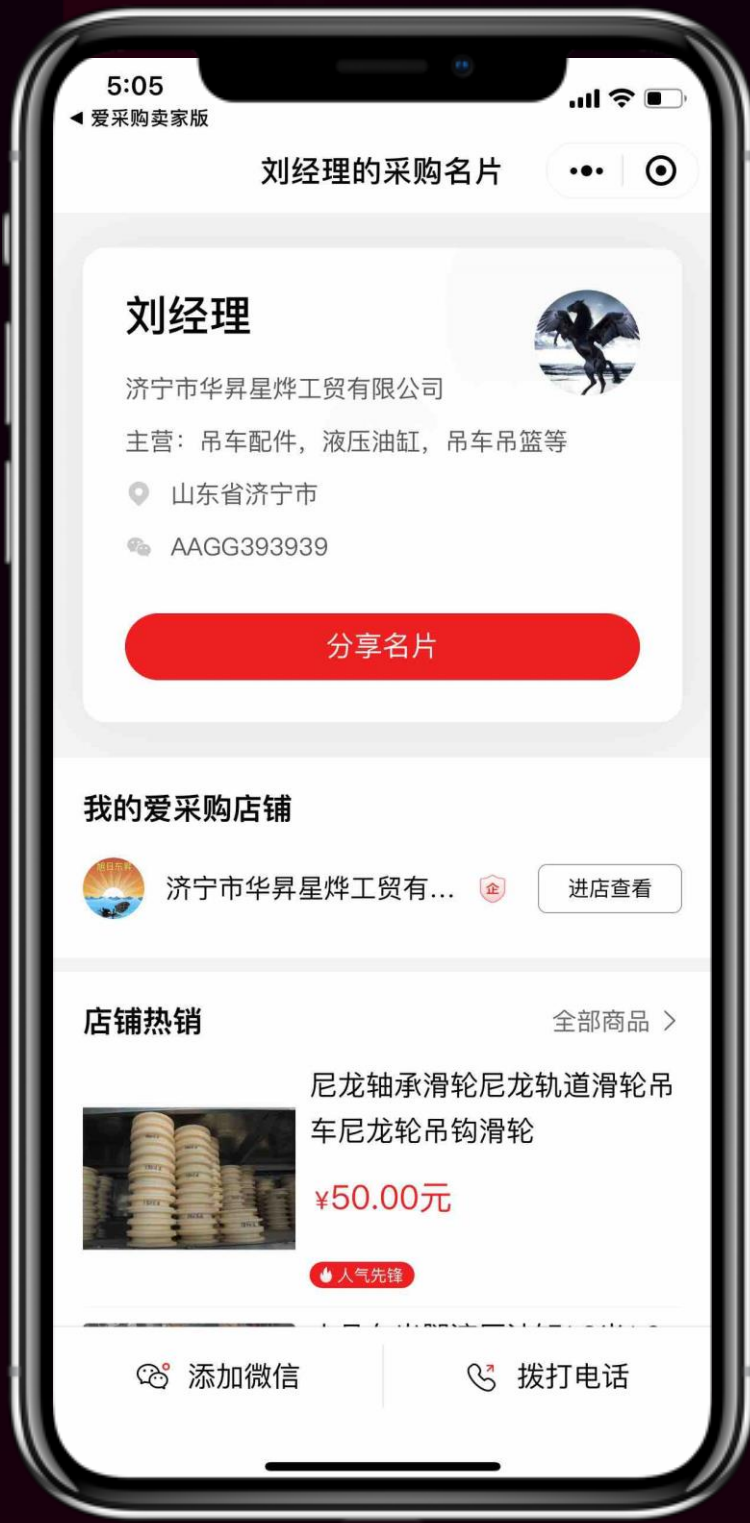 5:05
◀ 爱采购卖家版
刘经理的采购名片
刘经理
济宁市华昇星烨工贸有限公司
主营：吊车配件，液压油缸，吊车吊篮等
山东省济宁市
AAGG393939
分享名片
我的爱采购店铺
旭日东昇
济宁市华昇星烨工贸有...
企
进店查看
店铺热销
全部商品
尼龙轴承滑轮尼龙轨道滑轮吊
车尼龙轮吊钩滑轮
¥50.00元
人气先锋
添加微信
拨打电话